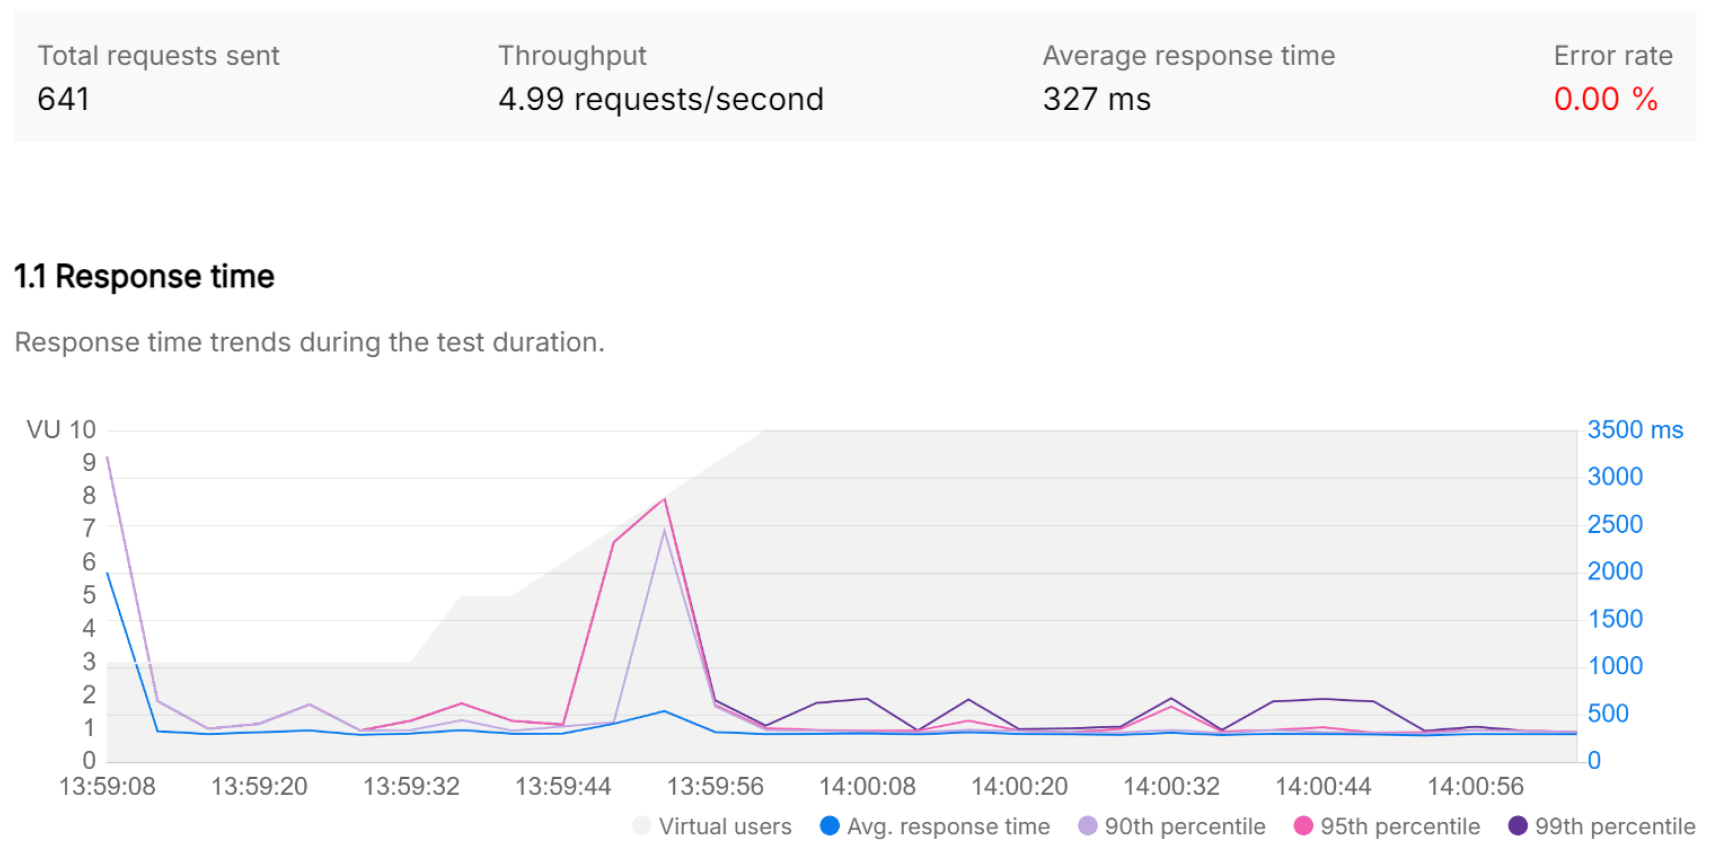 Total requests sent Throughput Average response time Error rate
641 4.99 requests/second 327 ms 0.00 %
1.1 Response time
Response time trends during the test duration.
VU 10 3500 ms
9 3000
8 2500
7 2000
6 1500
5 1000
4 500
3 0
2
1
0
13:59:08 13:59:20 13:59:32 13:59:44 13:59:56 14:00:08 14:00:20 14:00:32 14:00:44 14:00:56
Virtual users Avg. response time 90th percentile 95th percentile 99th percentile